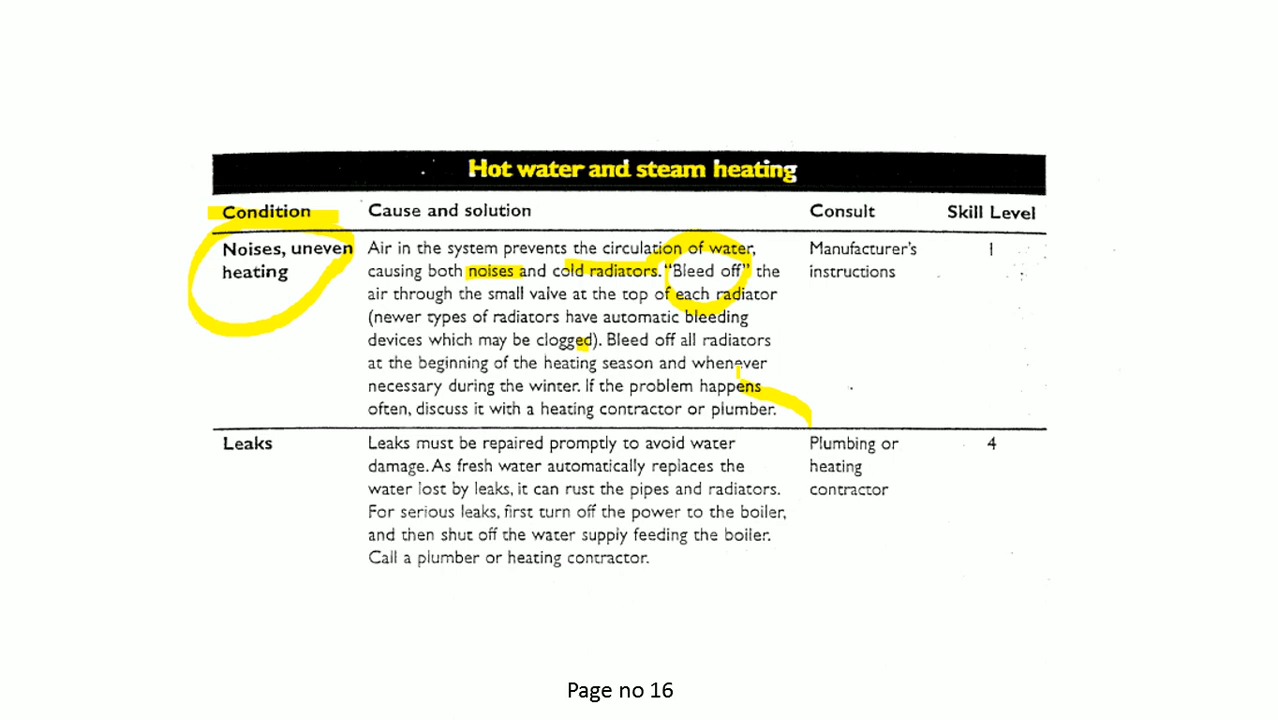 Hot water and steam heating
Condition Cause and solution Consult Skill Level
Noises, uneven Air in the system prevents the circulation of water, Manufacturer's 1
heating causing both noises and cold radiators. "Bleed off" the instructions
air through the small valve at the top of each radiator
(newer types of radiators have automatic bleeding
devices which may be clogged). Bleed off all radiators
at the beginning of the heating season and whenever
necessary during the winter. If the problem happens
often, discuss it with a heating contractor or plumber.
Leaks Leaks must be repaired promptly to avoid water Plumbing or 4
damage. As fresh water automatically replaces the heating
water lost by leaks, it can rust the pipes and radiators. contractor
For serious leaks, first turn off the power to the boiler,
and then shut off the water supply feeding the boiler.
Call a plumber or heating contractor.
Page no 16